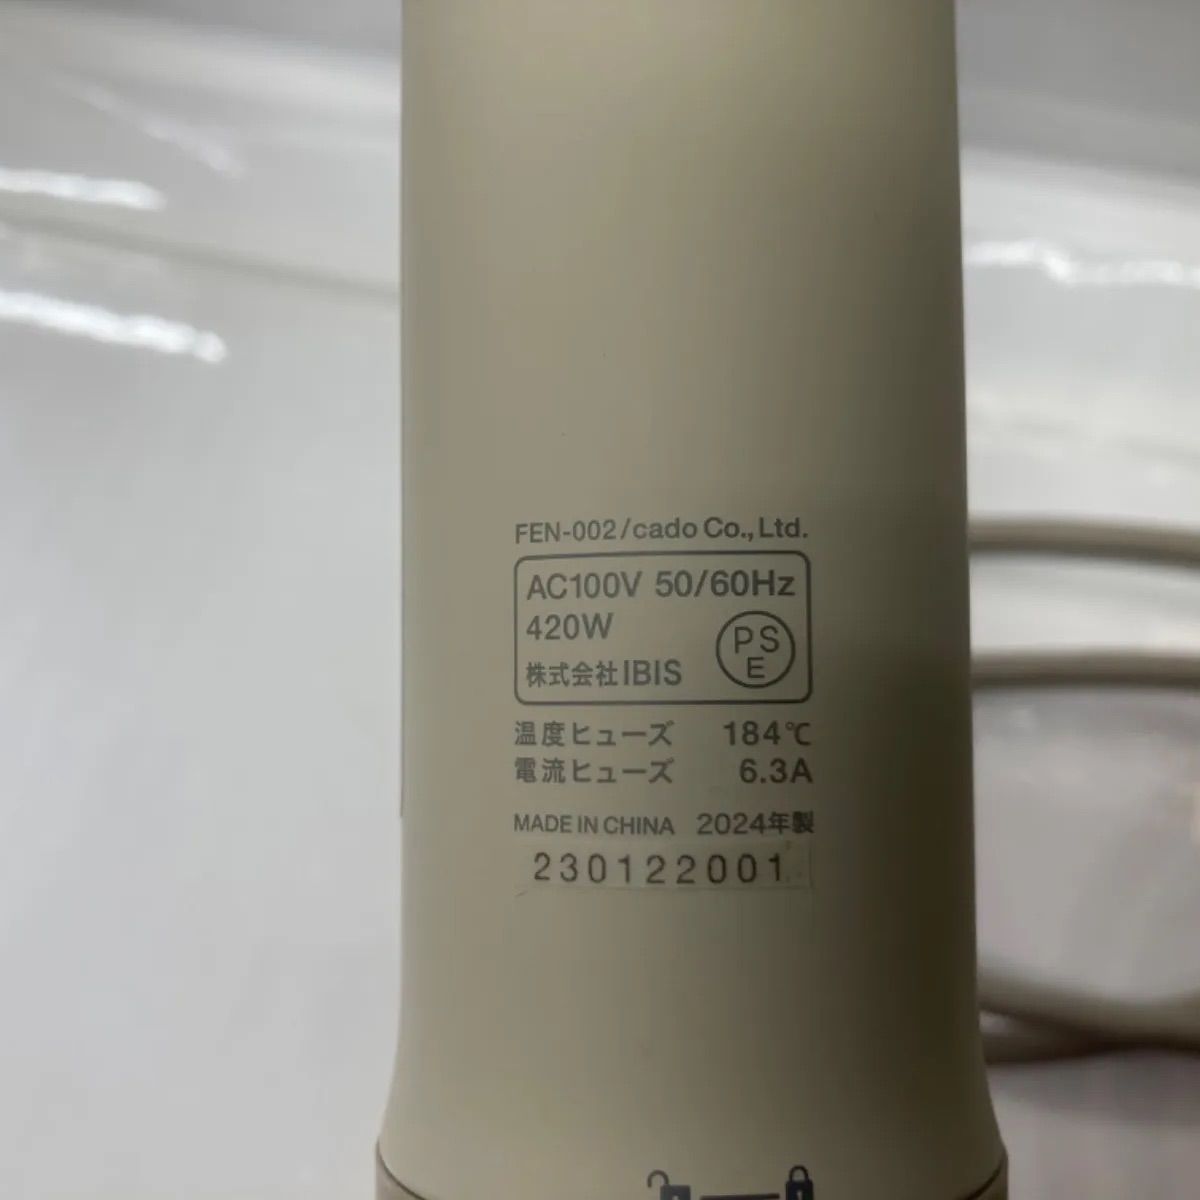 FEN-002/cado Co., Ltd.
AC100V 50/60Hz
420W
PSE
株式会社IBIS
温度ヒューズ 184℃
電流ヒューズ 6.3A
MADE IN CHINA 2024年製
230122001